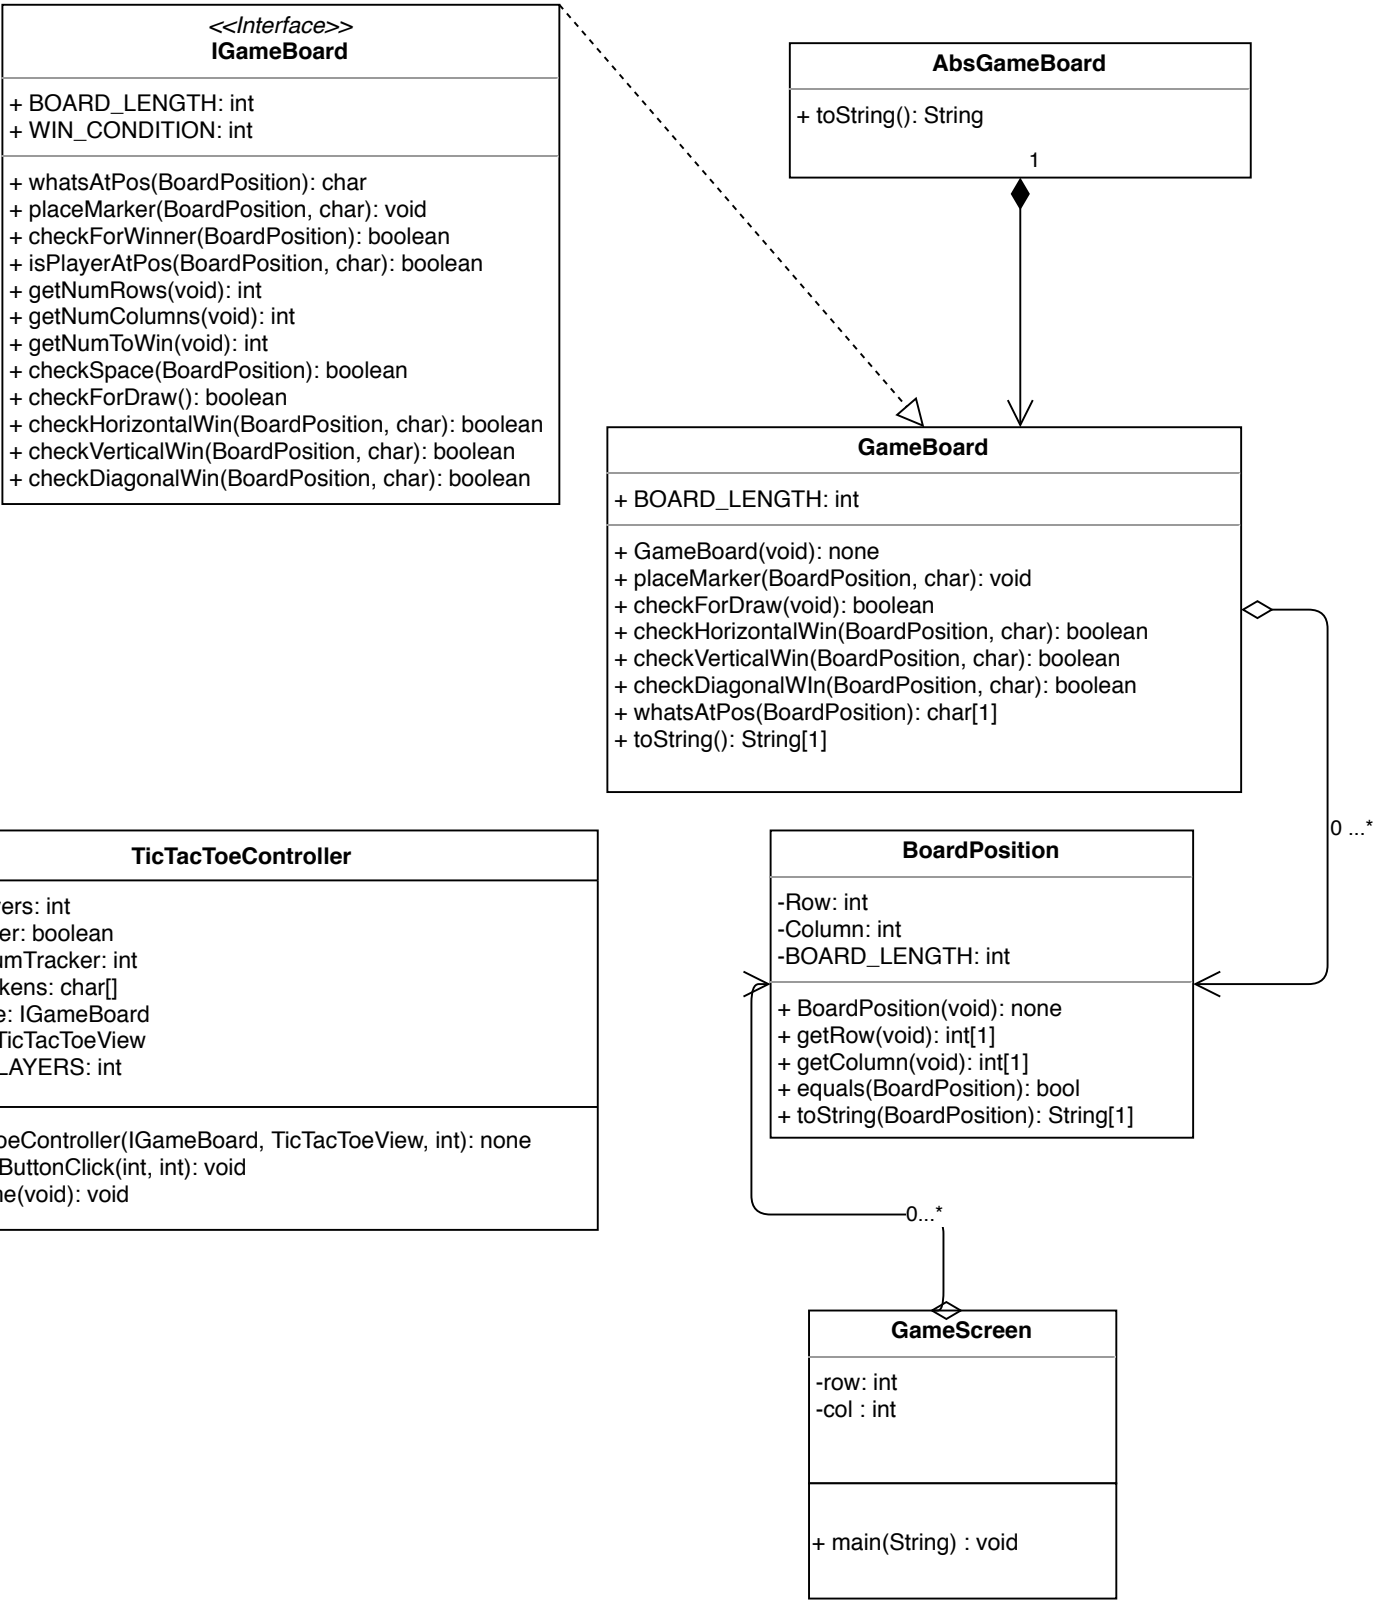 <<Interface>>
IGameBoard
+ BOARD_LENGTH: int
+ WIN_CONDITION: int
+ whatsAtPos(BoardPosition): char
+ placeMarker(BoardPosition, char): void
+ checkForWinner(BoardPosition): boolean
+ isPlayerAtPos(BoardPosition, char): boolean
+ getNumRows(void): int
+ getNumColumns(void): int
+ getNumToWin(void): int
+ checkSpace(BoardPosition): boolean
+ checkForDraw(): boolean
+ checkHorizontalWin(BoardPosition, char): boolean
+ checkVerticalWin(BoardPosition, char): boolean
+ checkDiagonalWin(BoardPosition, char): boolean
AbsGameBoard
+ toString(): String
1
GameBoard
+ BOARD_LENGTH: int
+ GameBoard(void): none
+ placeMarker(BoardPosition, char): void
+ checkForDraw(void): boolean
+ checkHorizontalWin(BoardPosition, char): boolean
+ checkVerticalWin(BoardPosition, char): boolean
+ checkDiagonalWIn(BoardPosition, char): boolean
+ whatsAtPos(BoardPosition): char[1]
+ toString(): String[1]
0 ...*
TicTacToeController
ers: int
er: boolean
umTracker: int
kens: char[]
e: IGameBoard
TicTacToeView
LAYERS: int
oeController(IGameBoard, TicTacToeView, int): none
ButtonClick(int, int): void
ne(void): void
BoardPosition
-Row: int
-Column: int
-BOARD_LENGTH: int
+ BoardPosition(void): none
+ getRow(void): int[1]
+ getColumn(void): int[1]
+ equals(BoardPosition): bool
+ toString(BoardPosition): String[1]
0...*
GameScreen
-row: int
-col : int
+ main(String) : void